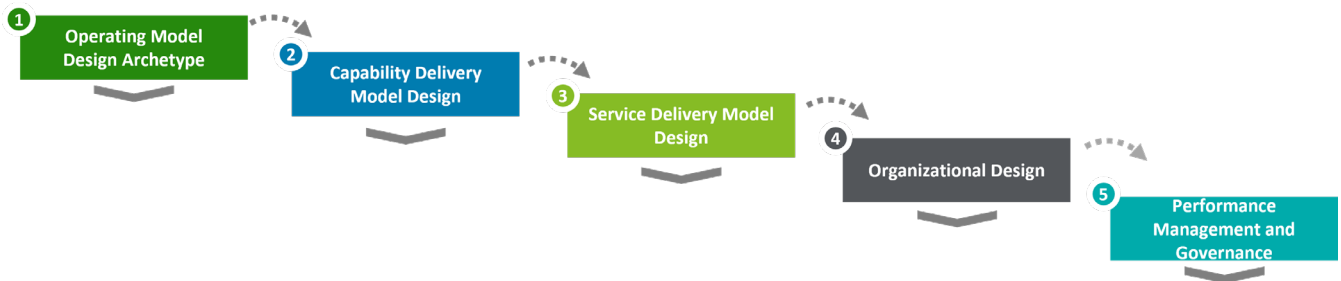 1
Operating Model
Design Archetype
2
Capability Delivery
Model Design
3
Service Delivery Model
Design
4
Organizational Design
5
Performance
Management and
Governance